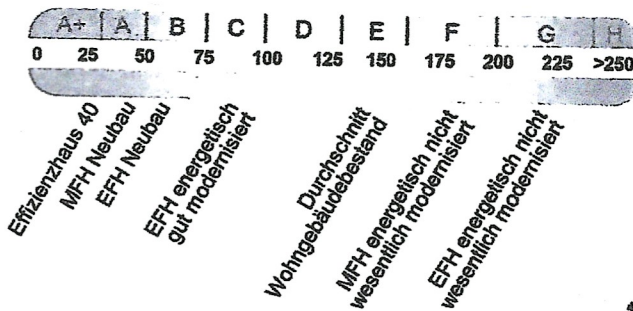 A+ | A | B | C | D | E | F | G | H
0 25 50 75 100 125 150 175 200 225 >250
Effizienzhaus 40
MFH Neubau
EFH Neubau
EFH energetisch
gut modernisiert
Durchschnitt
Wohngebäudebestand
MFH energetisch nicht
wesentlich modernisiert
EFH energetisch nicht
wesentlich modernisiert